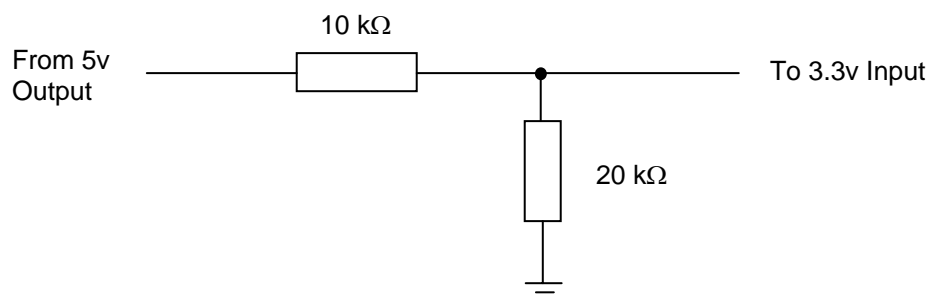 10 kΩ
From 5v
Output
To 3.3v Input
20 kΩ